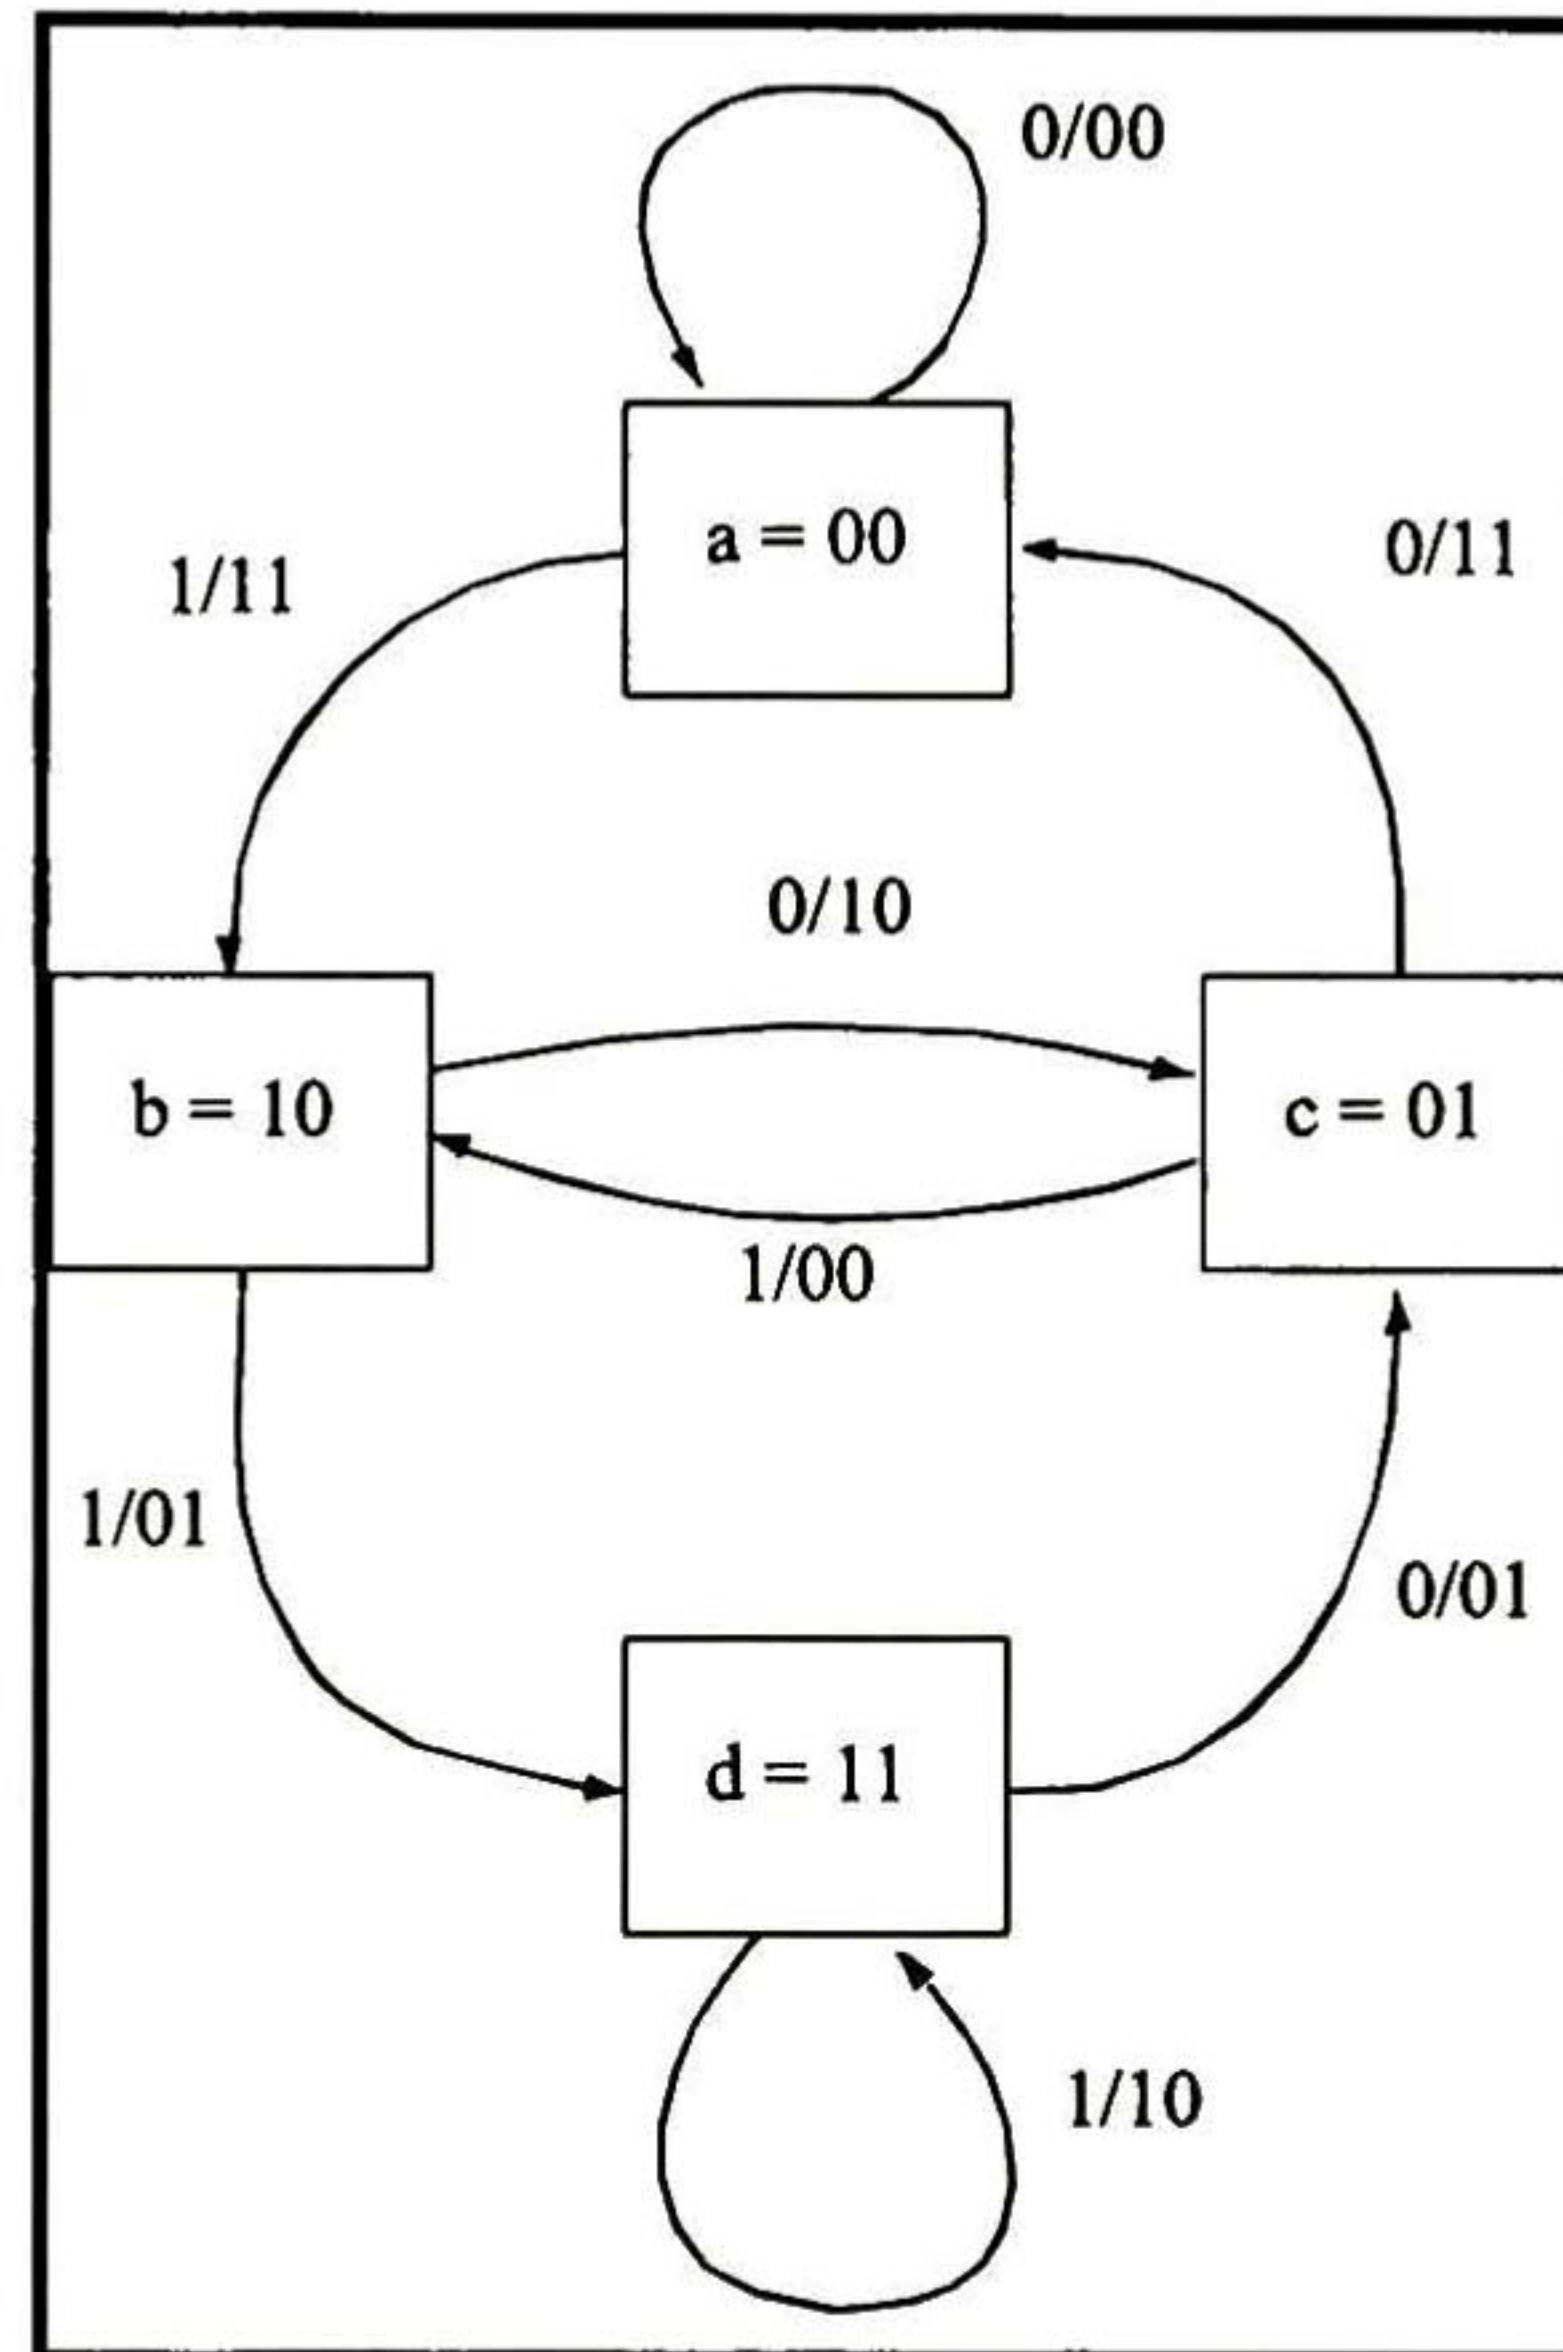 0/00
a = 00
0/11
1/11
0/10
b = 10
c = 01
1/00
1/01
0/01
d = 11
1/10